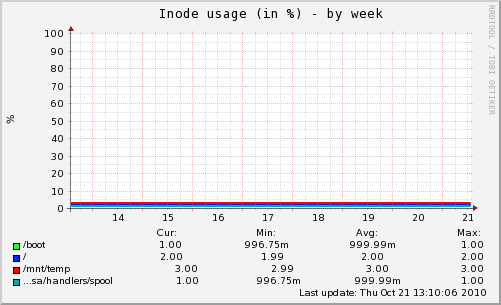 Inode usage (in %) - by week
RRDTOOL / TOBI OETIKER
%
100
90
80
70
60
50
40
30
20
10
0
14 15 16 17 18 19 20 21
Cur: Min: Avg: Max:
/boot 1.00 996.75m 999.99m 1.00
/ 2.00 1.99 2.00 2.00
/mnt/temp 3.00 2.99 3.00 3.00
...sa/handlers/spool 1.00 996.75m 999.99m 1.00
Last update: Thu Oct 21 13:10:06 2010